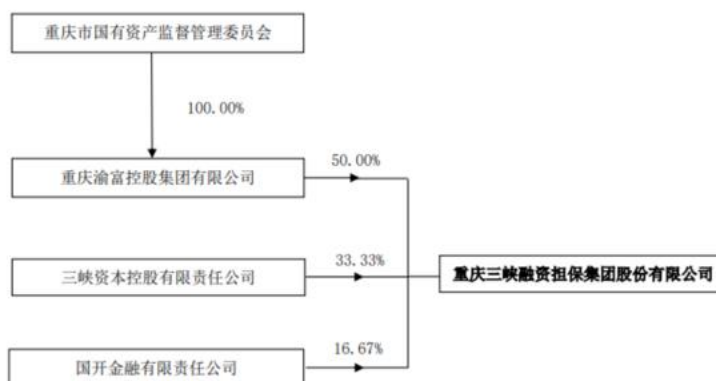 重庆市国有资产监督管理委员会
100.00%
重庆渝富控股集团有限公司
50.00%
三峡资本控股有限责任公司
33.33%
重庆三峡融资担保集团股份有限公司
国开金融有限责任公司
16.67%